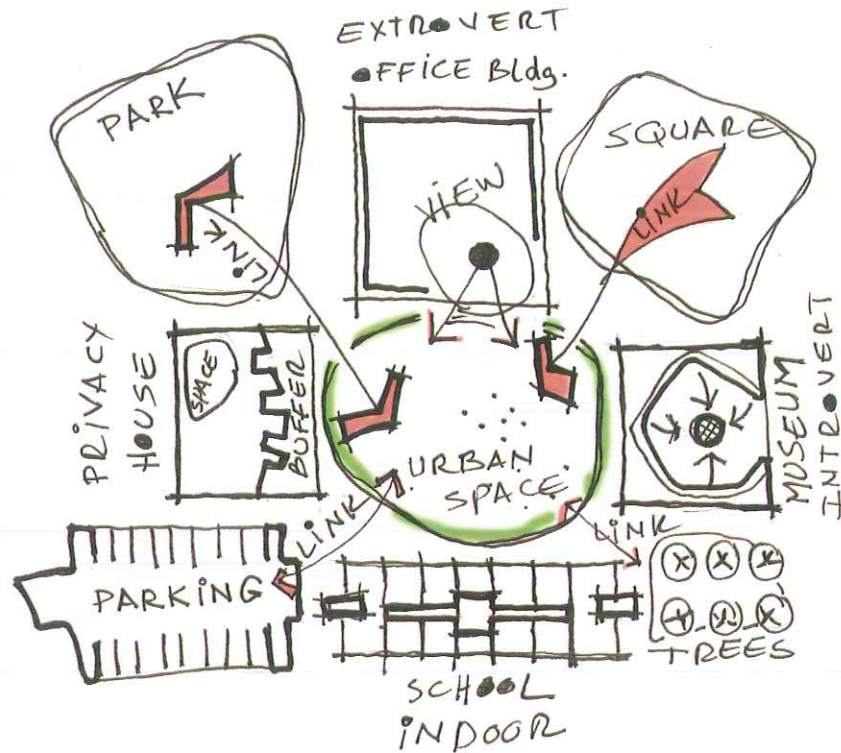 EXTROVERT
OFFICE Bldg.
PARK
SQUARE
VIEW
LINK
LINK
PRIVACY
HOUSE
SPACE
BUFFER
MUSEUM
INTROVERT
URBAN
SPACE
LINK
LINK
PARKING
TREES
SCHOOL
INDOOR